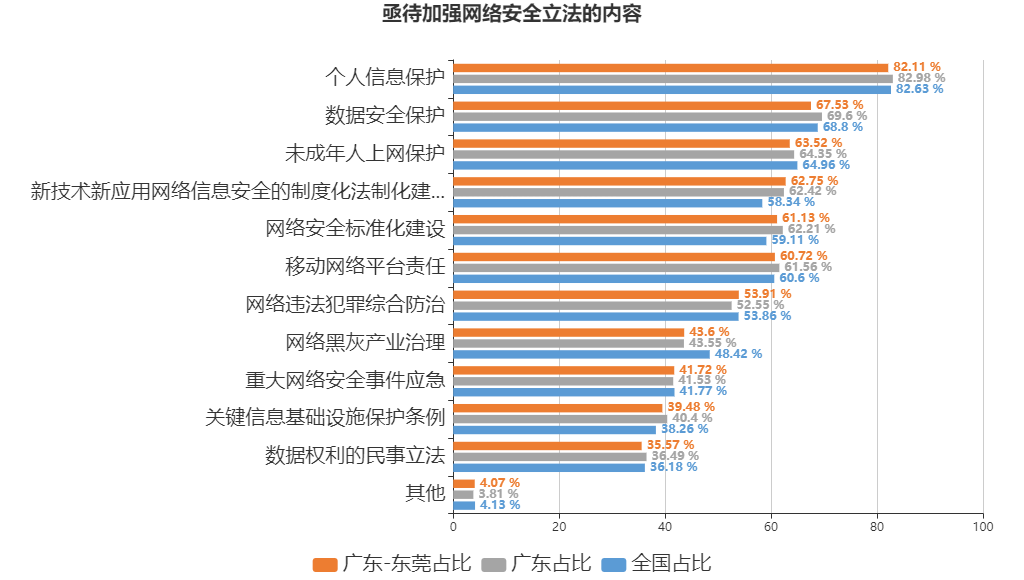 亟待加强网络安全立法的内容
个人信息保护
82.11 %
82.98 %
82.63 %
数据安全保护
67.53 %
69.6 %
68.8 %
未成年人上网保护
63.52 %
64.35 %
64.96 %
新技术新应用网络信息安全的制度化法制化建...
62.75 %
62.42 %
58.34 %
网络安全标准化建设
61.13 %
62.21 %
59.11 %
移动网络平台责任
60.72 %
61.56 %
60.6 %
网络违法犯罪综合防治
53.91 %
52.55 %
53.86 %
网络黑灰产业治理
43.6 %
43.55 %
48.42 %
重大网络安全事件应急
41.72 %
41.53 %
41.77 %
关键信息基础设施保护条例
39.48 %
40.4 %
38.26 %
数据权利的民事立法
35.57 %
36.49 %
36.18 %
其他
4.07 %
3.81 %
4.13 %
0 20 40 60 80 100
广东-东莞占比 广东占比 全国占比